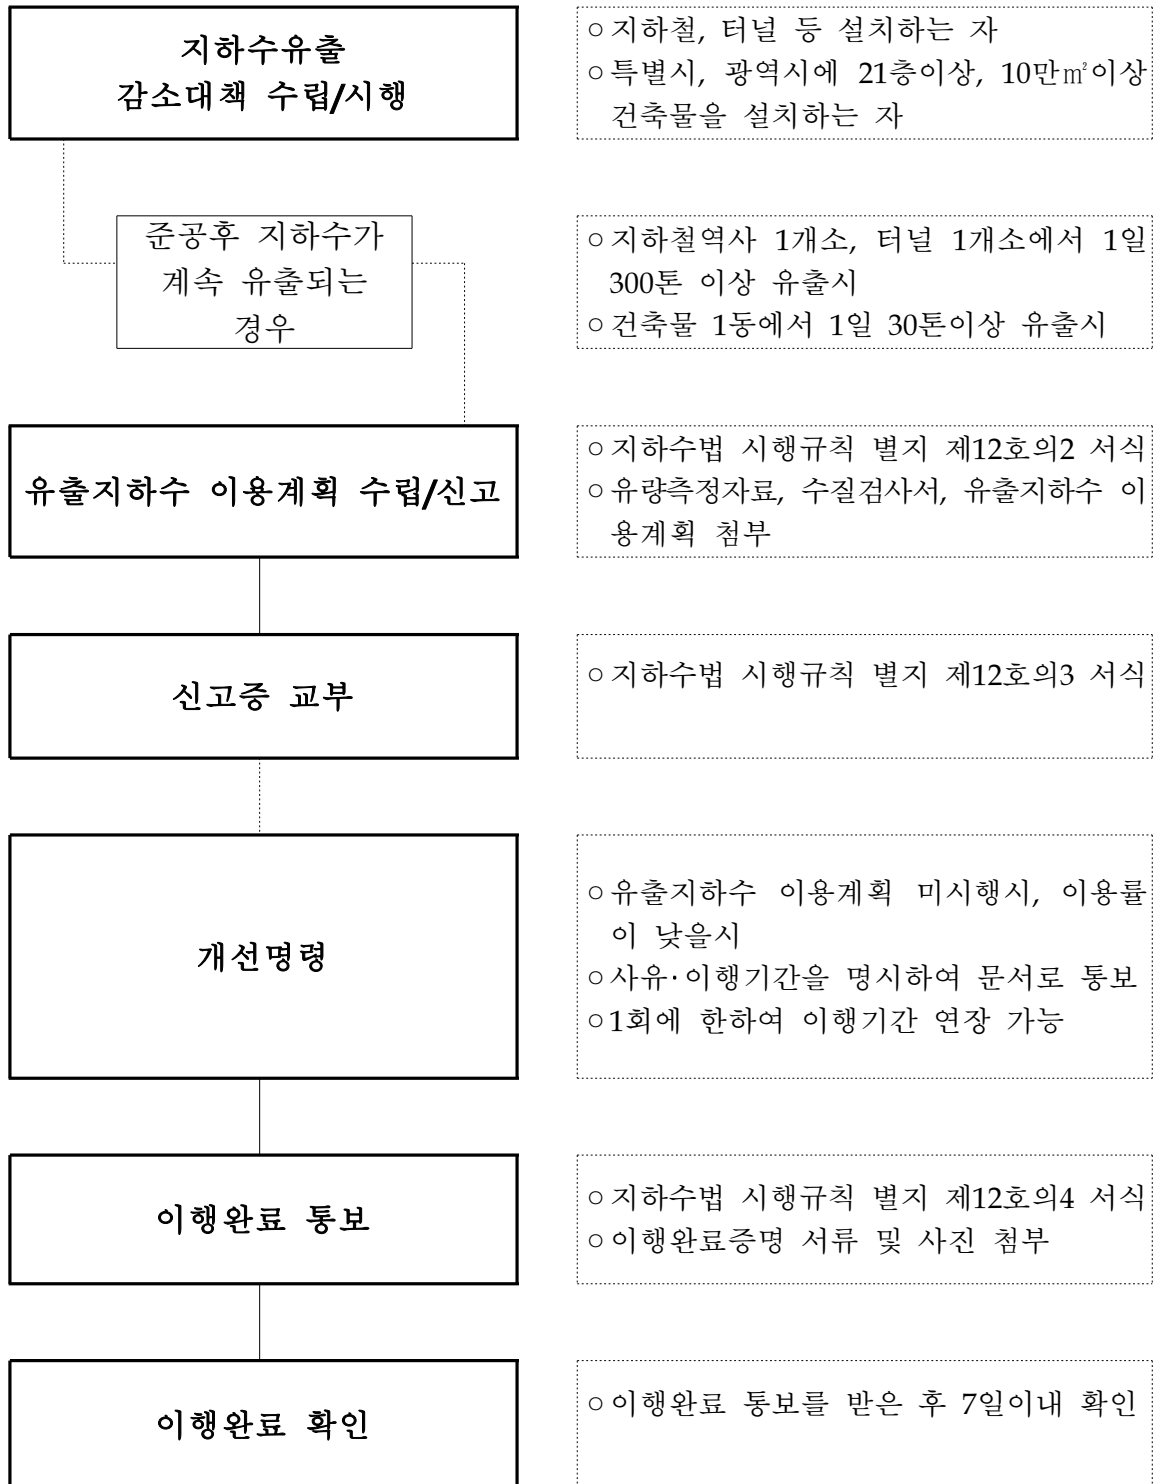 지하수유출
감소대책 수립/시행
○지하철, 터널 등 설치하는 자
○특별시, 광역시에 21층이상, 10만㎡이상
건축물을 설치하는 자
준공후 지하수가
계속 유출되는
경우
○지하철역사 1개소, 터널 1개소에서 1일
300톤 이상 유출시
○건축물 1동에서 1일 30톤이상 유출시
유출지하수 이용계획 수립/신고
○지하수법 시행규칙 별지 제12호의2 서식
○유량측정자료, 수질검사서, 유출지하수 이
용계획 첨부
신고증 교부
○지하수법 시행규칙 별지 제12호의3 서식
개선명령
○유출지하수 이용계획 미시행시, 이용률
이 낮을시
○사유·이행기간을 명시하여 문서로 통보
○1회에 한하여 이행기간 연장 가능
이행완료 통보
○지하수법 시행규칙 별지 제12호의4 서식
○이행완료증명 서류 및 사진 첨부
이행완료 확인
○이행완료 통보를 받은 후 7일이내 확인